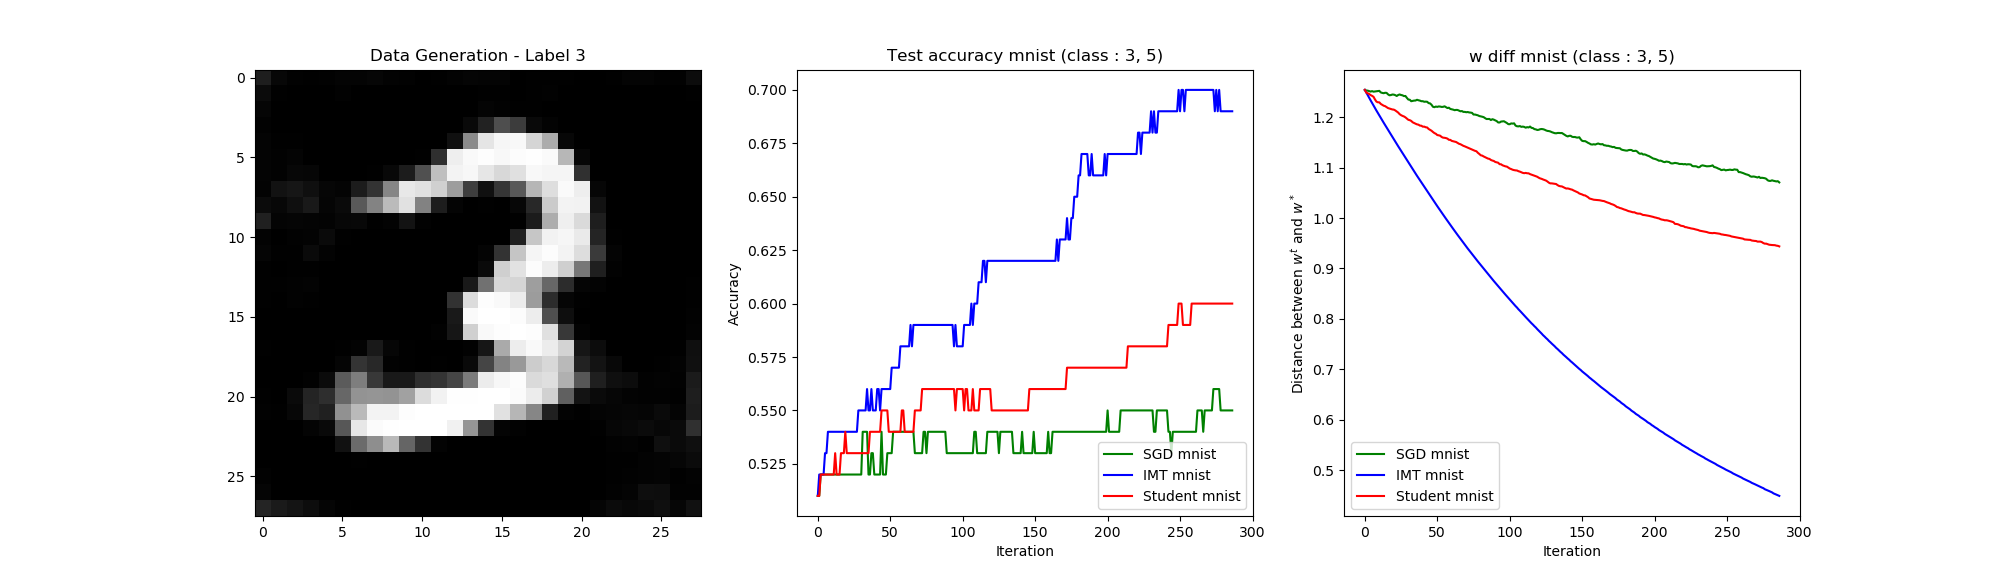 Data Generation - Label 3
0
5
10
15
20
25
0 5 10 15 20 25
Test accuracy mnist (class : 3, 5)
Accuracy
0.700
0.675
0.650
0.625
0.600
0.575
0.550
0.525
0 50 100 150 200 250 300
Iteration
SGD mnist
IMT mnist
Student mnist
w diff mnist (class : 3, 5)
Distance between w^t and w^*
1.2
1.1
1.0
0.9
0.8
0.7
0.6
0.5
0 50 100 150 200 250 300
Iteration
SGD mnist
IMT mnist
Student mnist